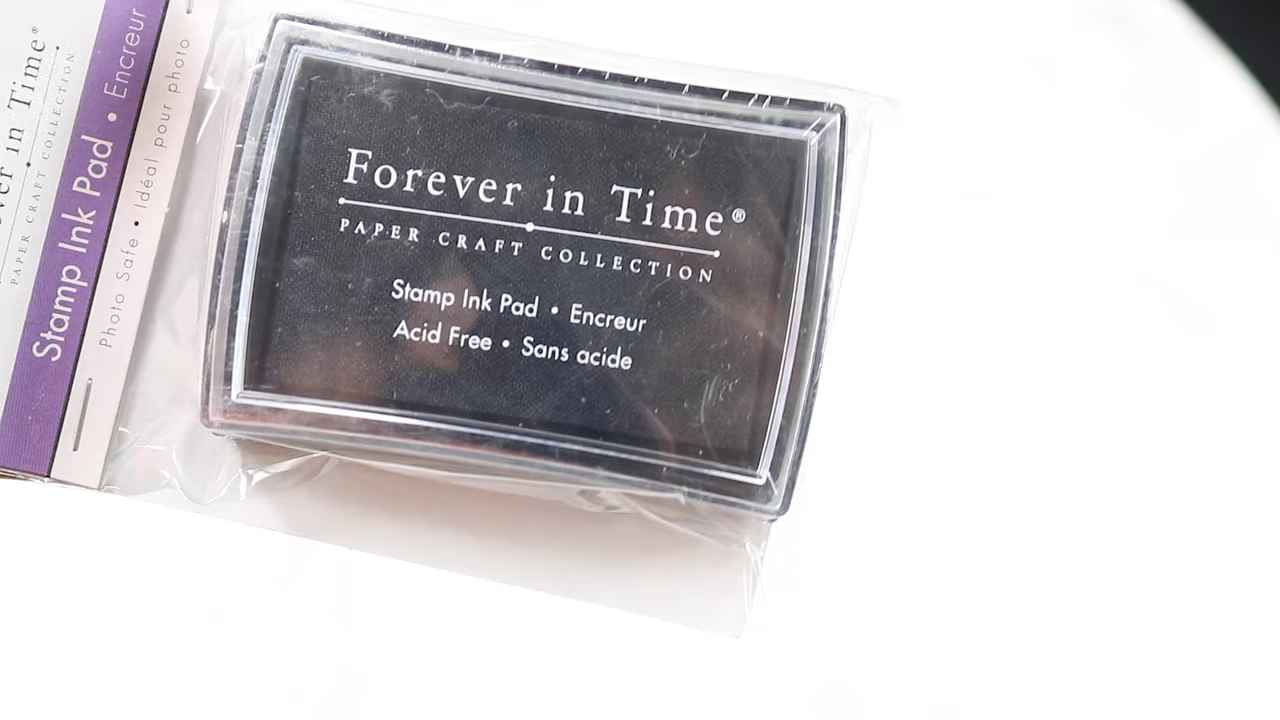 ver in Time®
PAPER CRAFT COLLECTION
Stamp Ink Pad • Encreur
Photo Safe • Idéal pour photo
Forever in Time®
PAPER CRAFT COLLECTION
Stamp Ink Pad • Encreur
Acid Free • Sans acide